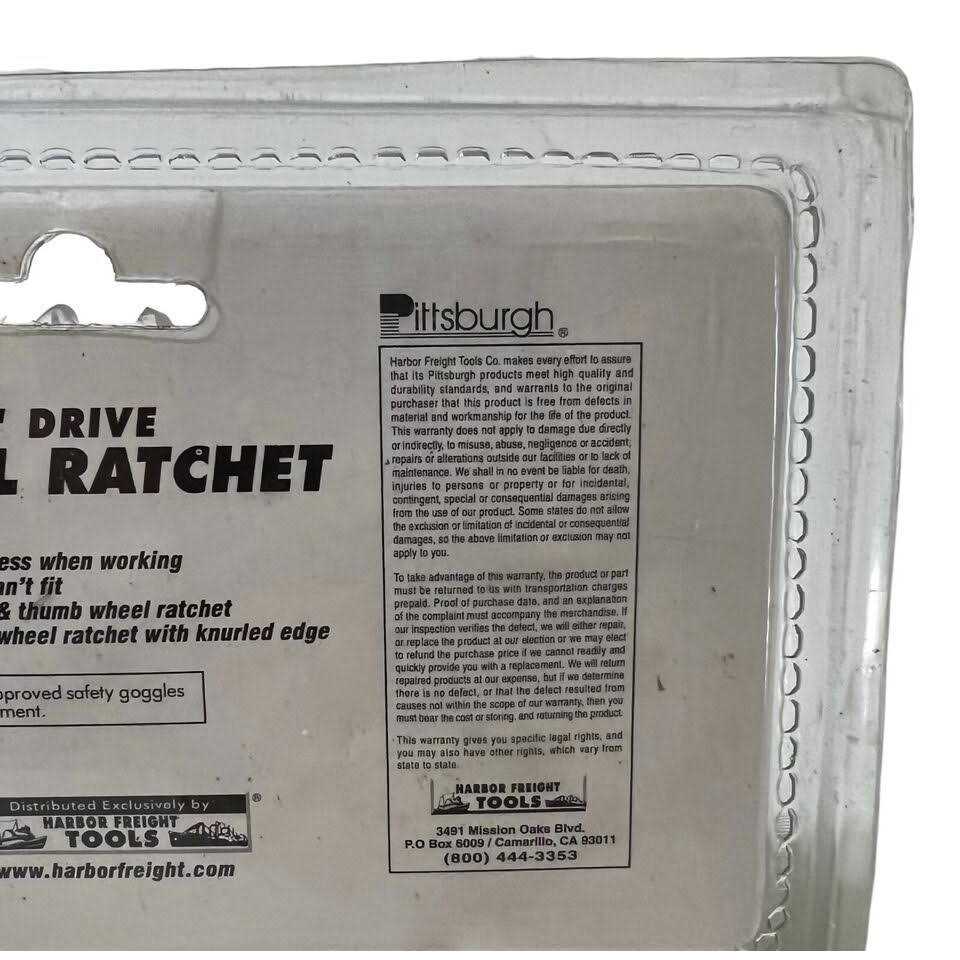 Pittsburgh ®
Harbor Freight Tools Co. makes every effort to assure
that its Pittsburgh products meet high quality and
durability standards, and warrants to the original
purchaser that this product is free from defects in
material and workmanship for the life of the product.
This warranty does not apply to damage due directly
or indirectly, to misuse, abuse, negligence or accident,
repairs or alterations outside our facilities or to lack of
maintenance. We shall in no event be liable for death,
injuries to persons or property or for incidental,
contingent, special or consequential damages arising
from the use of our product. Some states do not allow
the exclusion or limitation of incidental or consequential
damages, so the above limitation or exclusion may not
apply to you.
To take advantage of this warranty, the product or part
must be returned to us with transportation charges
prepaid. Proof of purchase date, and an explanation
of the complaint must accompany the merchandise. If
our inspection verifies the defect, we will either repair,
or replace the product at our election or we may elect
to refund the purchase price if we cannot readily and
quickly provide you with a replacement. We will return
repaired products at our expense, but if we determine
there is no defect, or that the defect resulted from
causes not within the scope of our warranty, then you
must bear the cost or storing, and returning the product.
This warranty gives you specific legal rights, and
you may also have other rights, which vary from
state to state.
HARBOR FREIGHT
TOOLS
3491 Mission Oaks Blvd.
P.O Box 6009 / Camarillo, CA 93011
(800) 444-3353
DRIVE
L RATCHET
ess when working
n't fit
& thumb wheel ratchet
wheel ratchet with knurled edge
proved safety goggles
ment.
Distributed Exclusively by
HARBOR FREIGHT
TOOLS ®
www.harborfreight.com